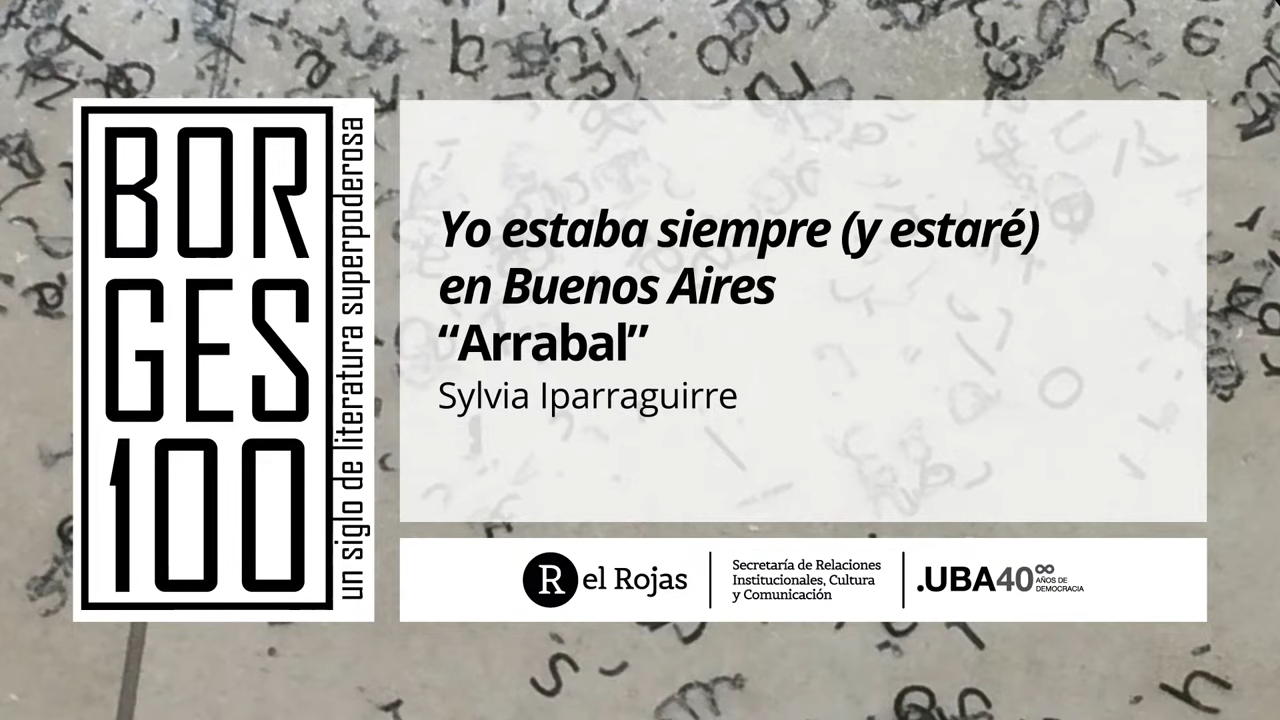 BOR
GES
100
un siglo de literatura superpoderosa
Yo estaba siempre (y estaré)
en Buenos Aires
“Arrabal”
Sylvia Iparraguirre
R el Rojas
Secretaría de Relaciones
Institucionales, Cultura
y Comunicación
.UBA40∞
AÑOS DE
DEMOCRACIA